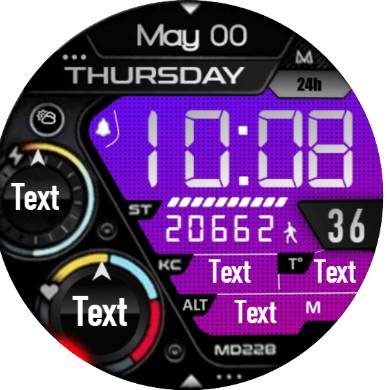 May 00
THURSDAY
24h
10:08
ST 20662 36
Text
KC Text T° Text
Text
ALT Text M
MD228